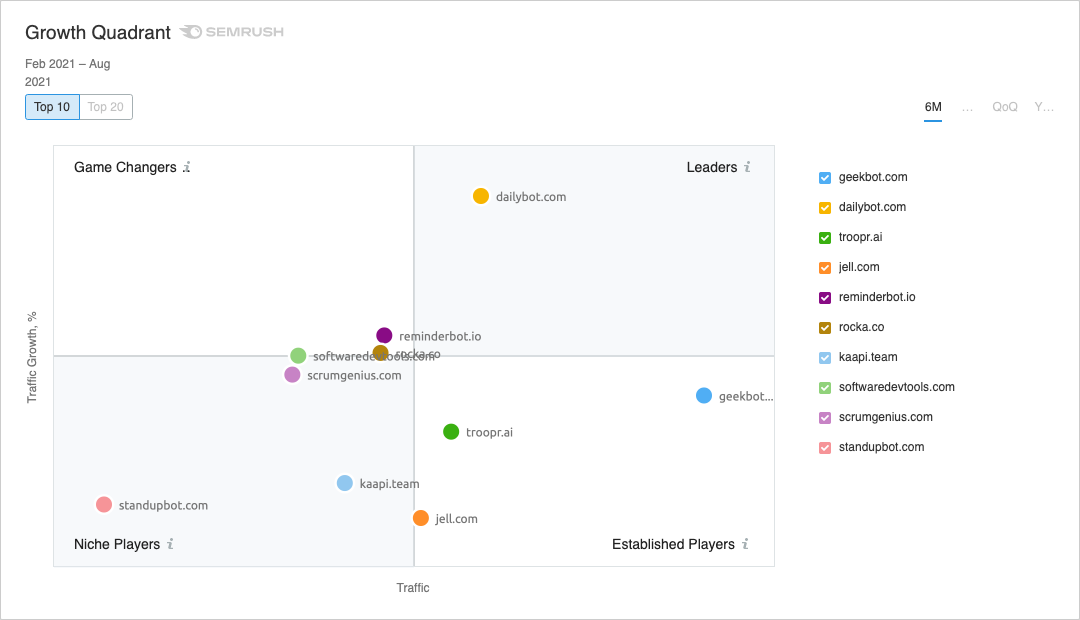 Growth Quadrant SEMRUSH
Feb 2021 – Aug
2021
Top 10 Top 20
6M ... QoQ Y...
Game Changers i
Leaders i
dailybot.com
reminderbot.io
rocka.co
softwaredevtools.com
scrumgenius.com
geekbot...
troopr.ai
kaapi.team
standupbot.com
jell.com
Niche Players i
Established Players i
Traffic Growth, %
Traffic
geekbot.com
dailybot.com
troopr.ai
jell.com
reminderbot.io
rocka.co
kaapi.team
softwaredevtools.com
scrumgenius.com
standupbot.com